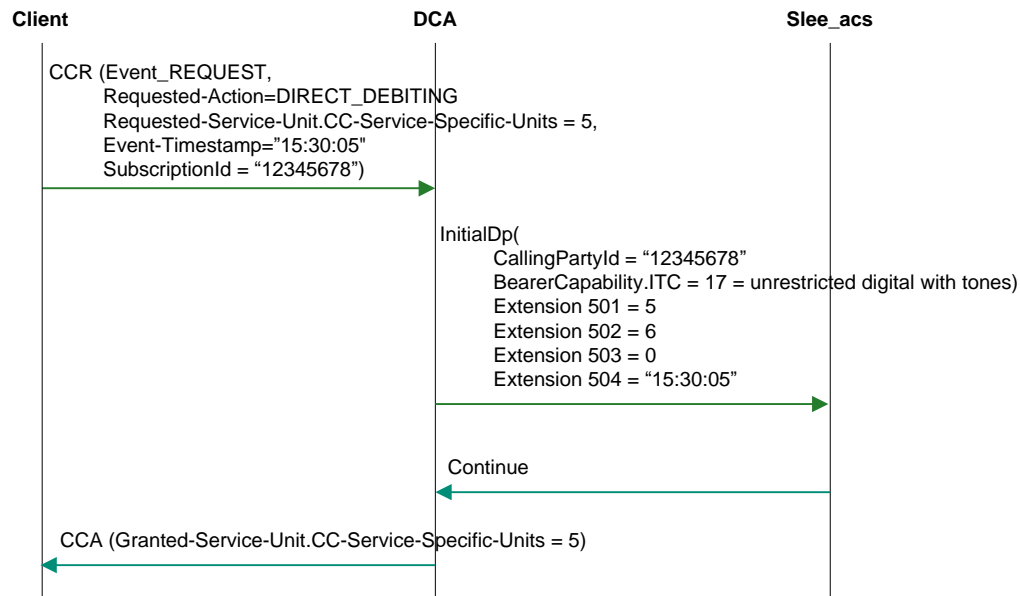 Client
DCA
Slee_acs
CCR (Event_REQUEST,
Requested-Action=DIRECT_DEBITING
Requested-Service-Unit.CC-Service-Specific-Units = 5,
Event-Timestamp=”15:30:05"
SubscriptionId = “12345678”)
InitialDp(
CallingPartyId = “12345678”
BearerCapability.ITC = 17 = unrestricted digital with tones)
Extension 501 = 5
Extension 502 = 6
Extension 503 = 0
Extension 504 = “15:30:05”
Continue
CCA (Granted-Service-Unit.CC-Service-Specific-Units = 5)